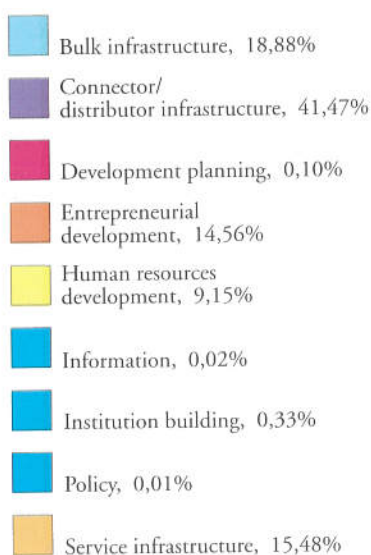 Bulk infrastructure, 18,88%
Connector/
distributor infrastructure, 41,47%
Development planning, 0,10%
Entrepreneurial
development, 14,56%
Human resources
development, 9,15%
Information, 0,02%
Institution building, 0,33%
Policy, 0,01%
Service infrastructure, 15,48%